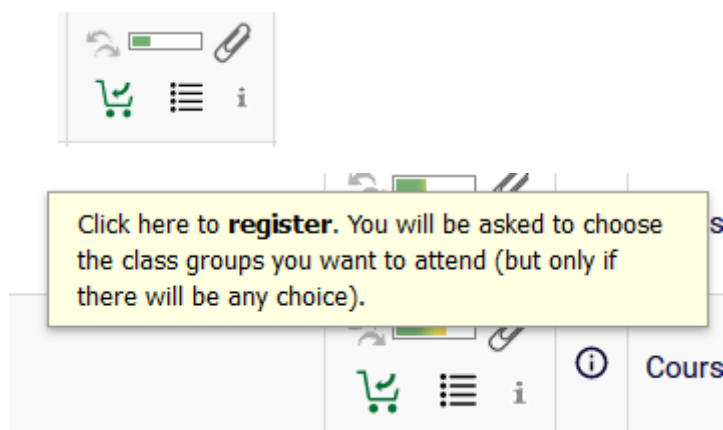 Click here to register. You will be asked to choose
the class groups you want to attend (but only if
there will be any choice).
Cours